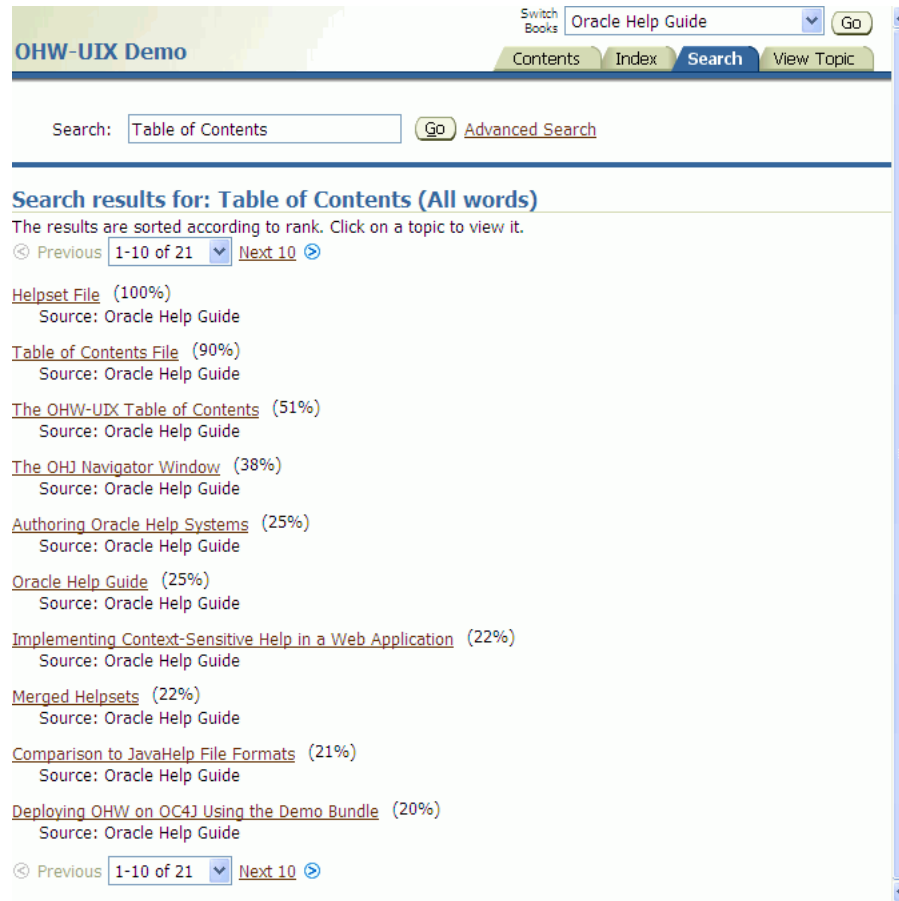 Switch
Books
Oracle Help Guide
Go
OHW-UIX Demo
Contents
Index
Search
View Topic
Search:
Table of Contents
Go
Advanced Search
Search results for: Table of Contents (All words)
The results are sorted according to rank. Click on a topic to view it.
Previous 1-10 of 21 Next 10
Helpset File (100%)
Source: Oracle Help Guide
Table of Contents File (90%)
Source: Oracle Help Guide
The OHW-UIX Table of Contents (51%)
Source: Oracle Help Guide
The OHJ Navigator Window (38%)
Source: Oracle Help Guide
Authoring Oracle Help Systems (25%)
Source: Oracle Help Guide
Oracle Help Guide (25%)
Source: Oracle Help Guide
Implementing Context-Sensitive Help in a Web Application (22%)
Source: Oracle Help Guide
Merged Helpsets (22%)
Source: Oracle Help Guide
Comparison to JavaHelp File Formats (21%)
Source: Oracle Help Guide
Deploying OHW on OC4J Using the Demo Bundle (20%)
Source: Oracle Help Guide
Previous 1-10 of 21 Next 10